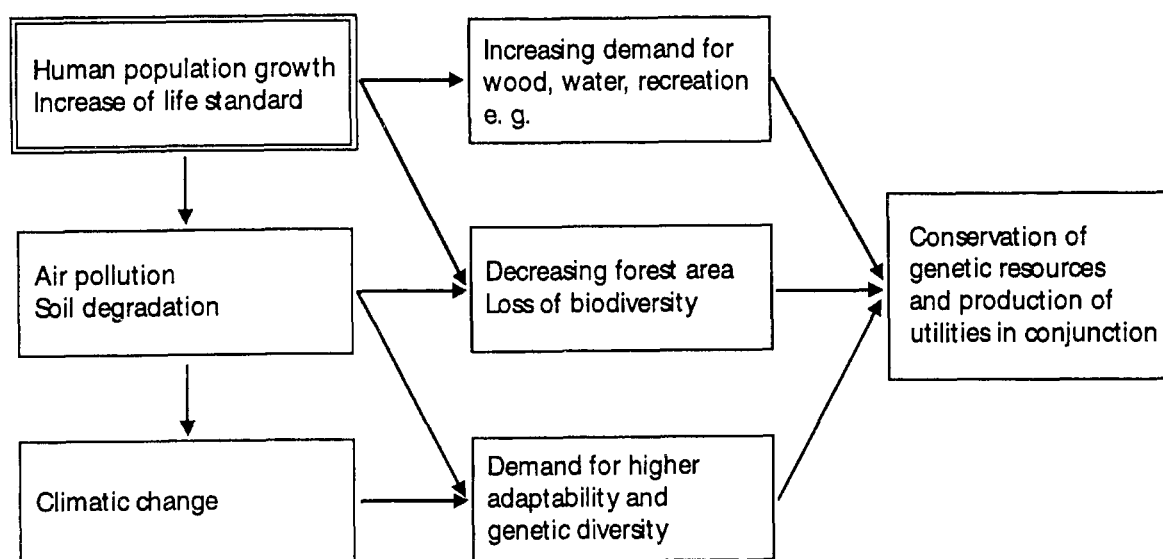 Human population growth
Increase of life standard
Increasing demand for
wood, water, recreation
e. g.
Air pollution
Soil degradation
Decreasing forest area
Loss of biodiversity
Conservation of
genetic resources
and production of
utilities in conjunction
Climatic change
Demand for higher
adaptability and
genetic diversity